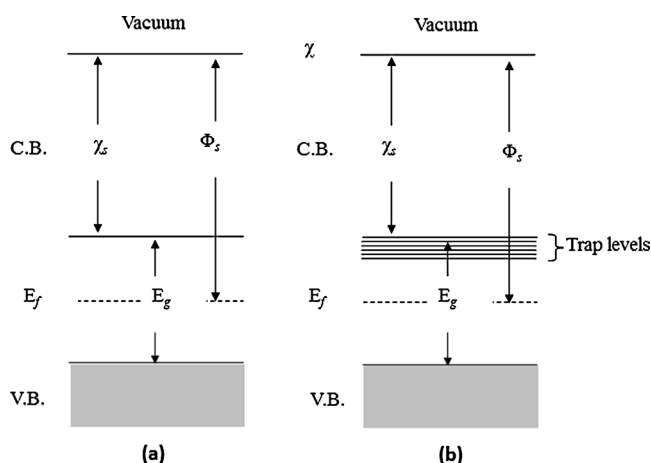 Vacuum
C.B.
χs
Φs
Ef
Eg
V.B.
(a)
χ
Vacuum
C.B.
χs
Φs
Trap levels
Ef
Eg
V.B.
(b)